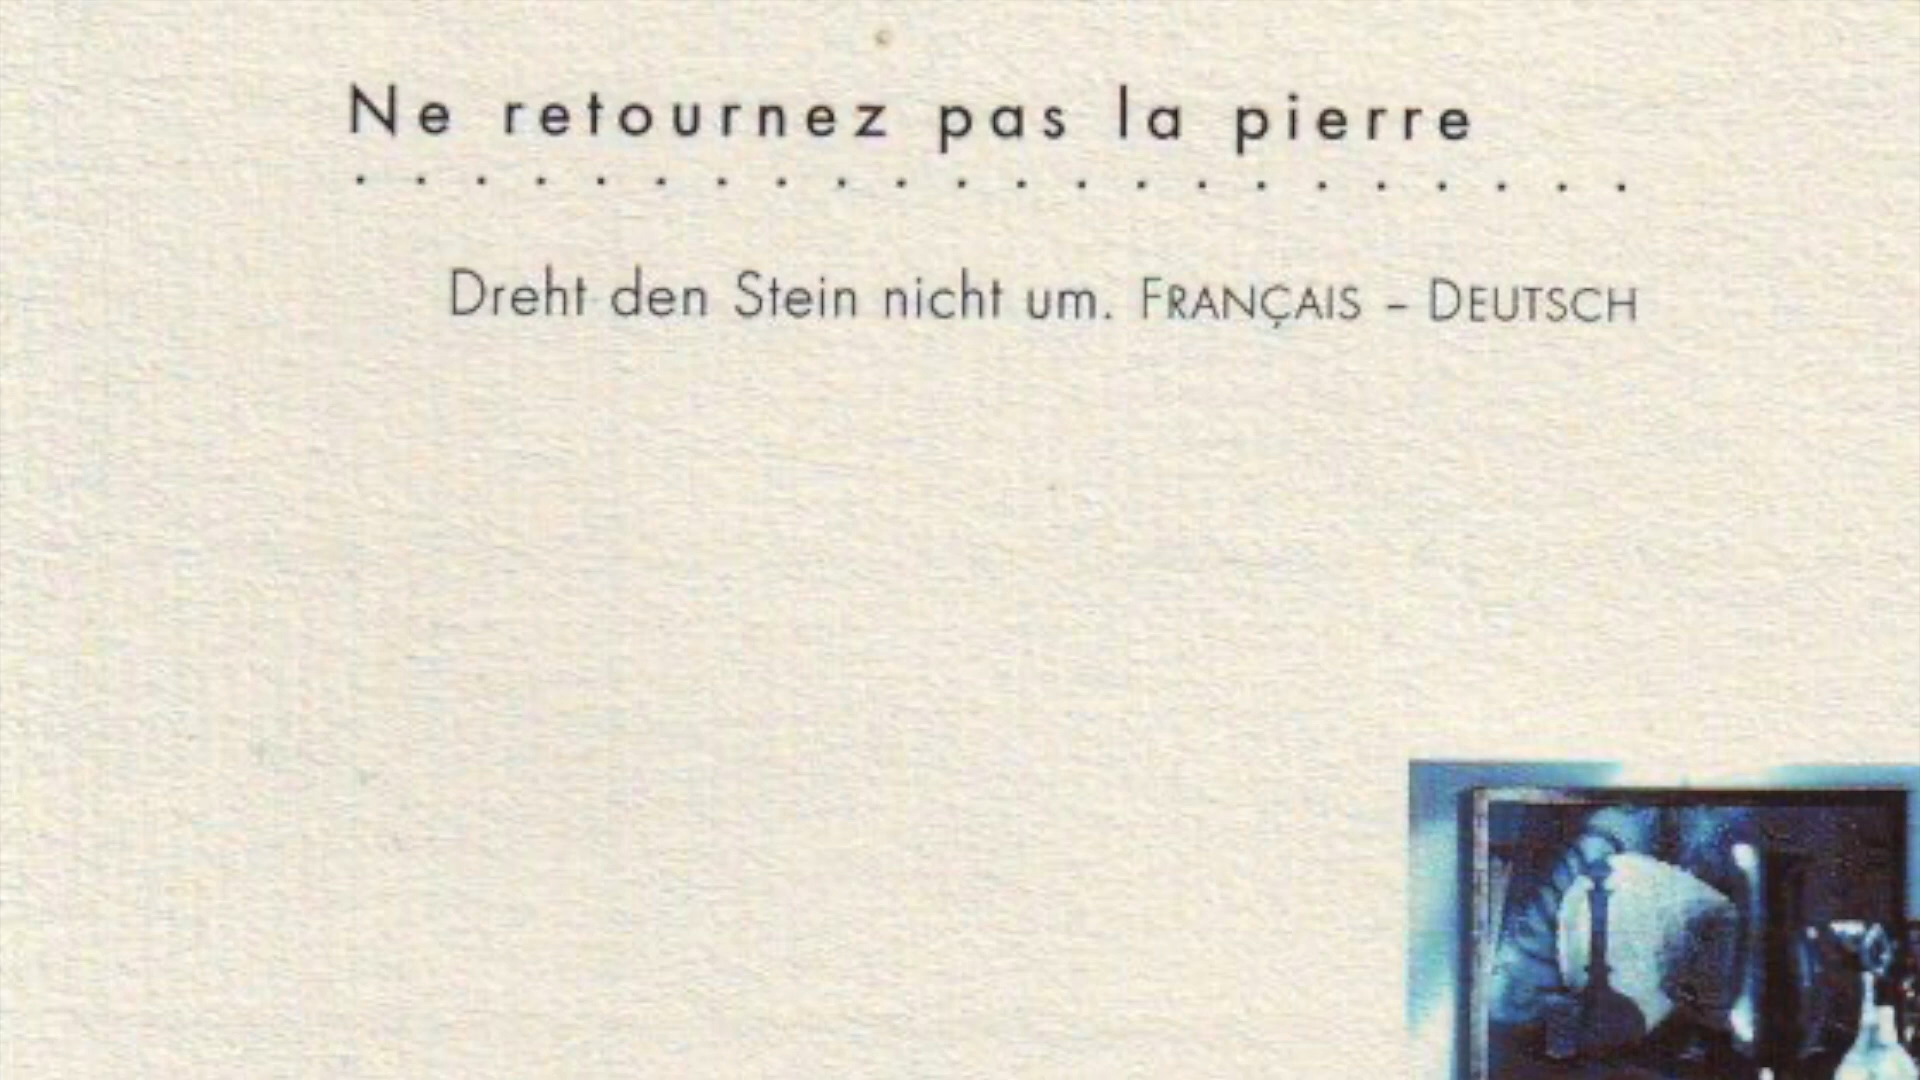 Ne retournez pas la pierre
Dreht den Stein nicht um. FRANÇAIS – DEUTSCH